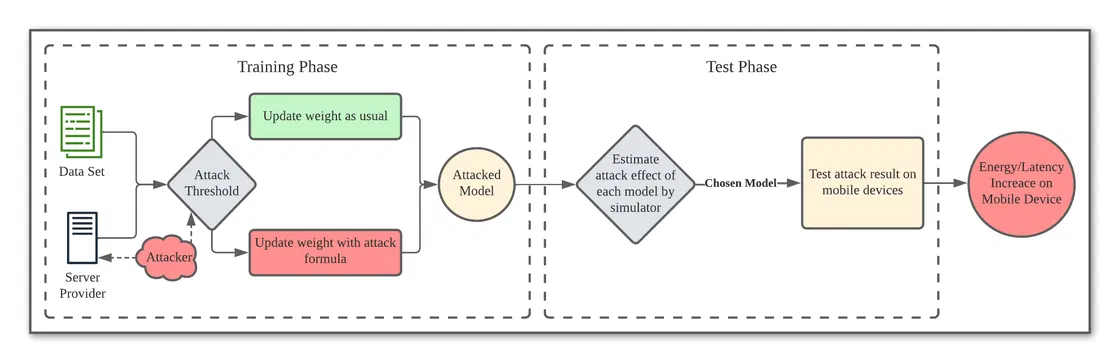 Training Phase
Data Set
Server
Provider
Attacker
Attack
Threshold
Update weight as usual
Update weight with attack
formula
Attacked
Model
Test Phase
Estimate
attack effect of
each model by
simulator
Chosen Model
Test attack result on
mobile devices
Energy/Latency
Increace on
Mobile Device